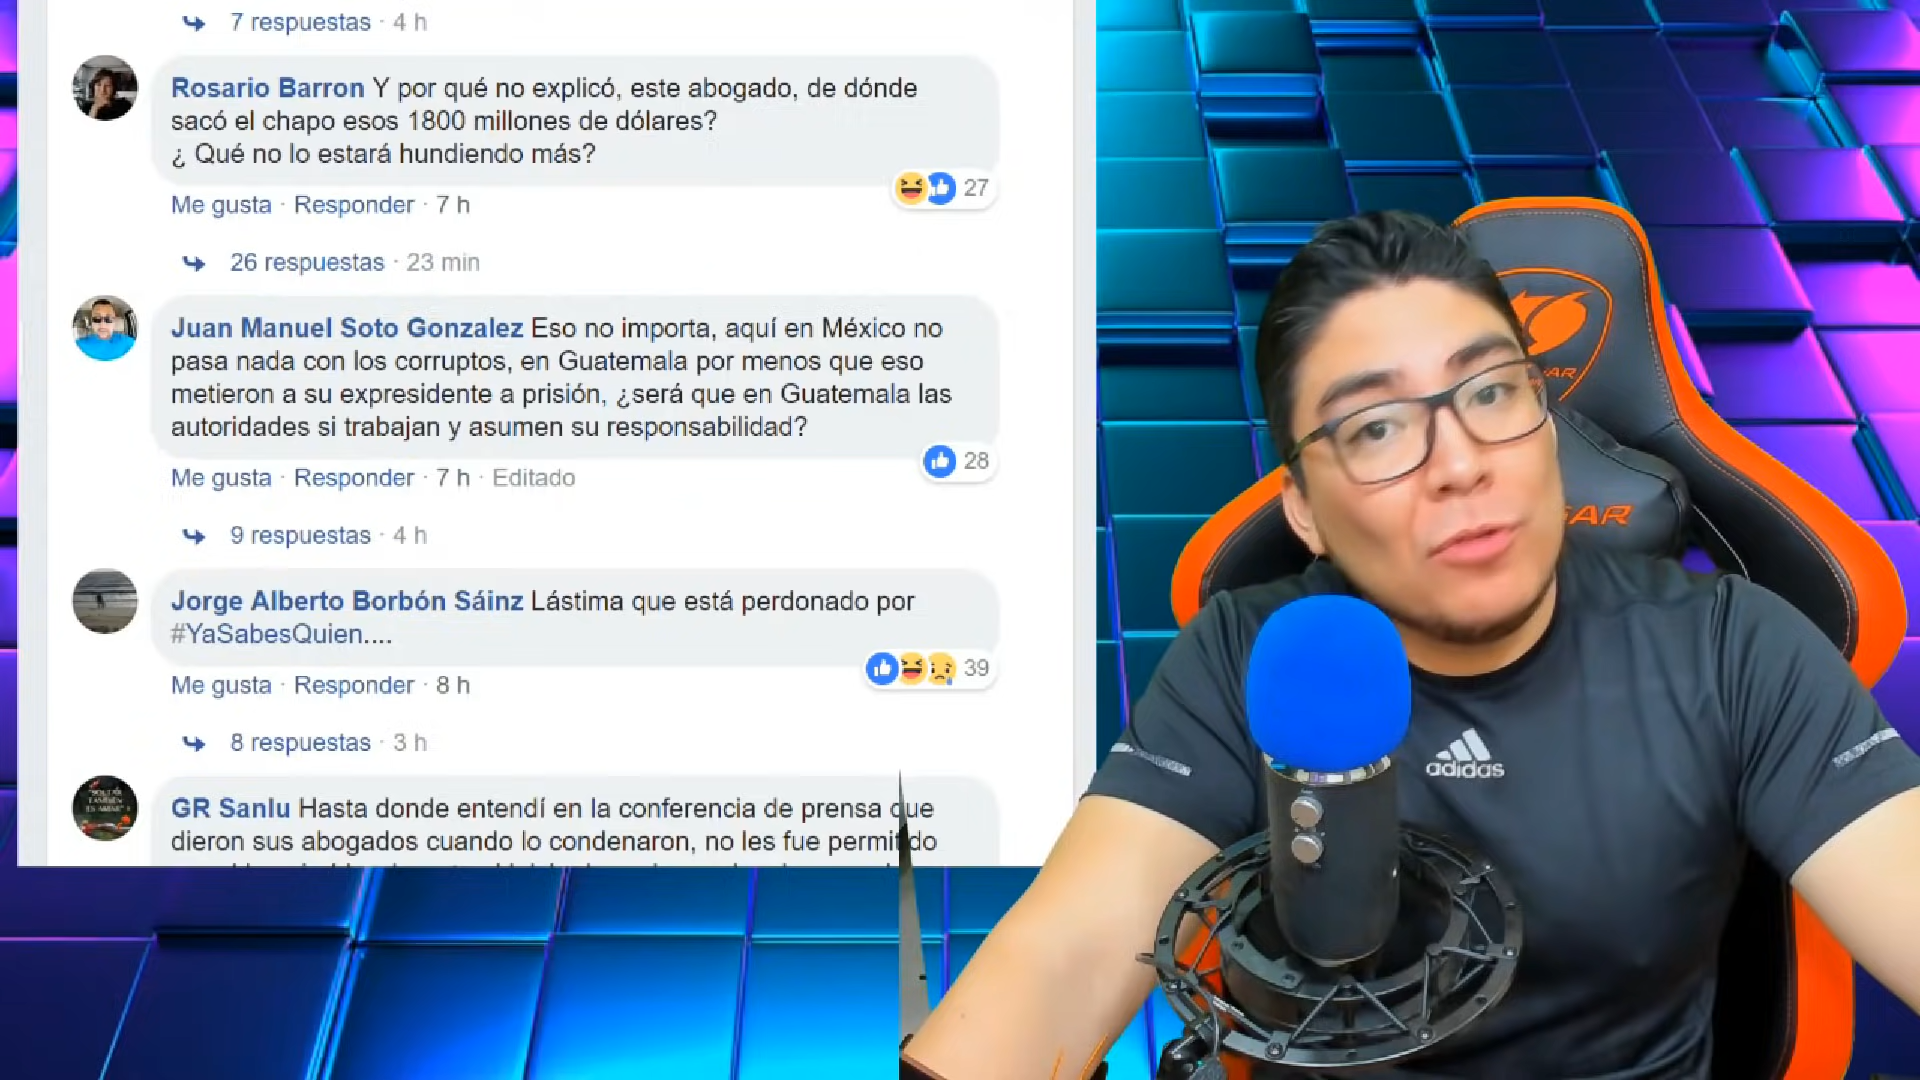 7 respuestas · 4 h
Rosario Barron Y por qué no explicó, este abogado, de dónde
sacó el chapo esos 1800 millones de dólares?
¿ Qué no lo estará hundiendo más?
27
Me gusta · Responder · 7 h
26 respuestas · 23 min
Juan Manuel Soto Gonzalez Eso no importa, aquí en México no
pasa nada con los corruptos, en Guatemala por menos que eso
metieron a su expresidente a prisión, ¿será que en Guatemala las
autoridades si trabajan y asumen su responsabilidad?
28
Me gusta · Responder · 7 h · Editado
9 respuestas · 4 h
Jorge Alberto Borbón Sáinz Lástima que está perdonado por
#YaSabesQuien....
39
Me gusta · Responder · 8 h
8 respuestas · 3 h
GR Sanlu Hasta donde entendí en la conferencia de prensa que
dieron sus abogados cuando lo condenaron, no les fue permitido
adidas